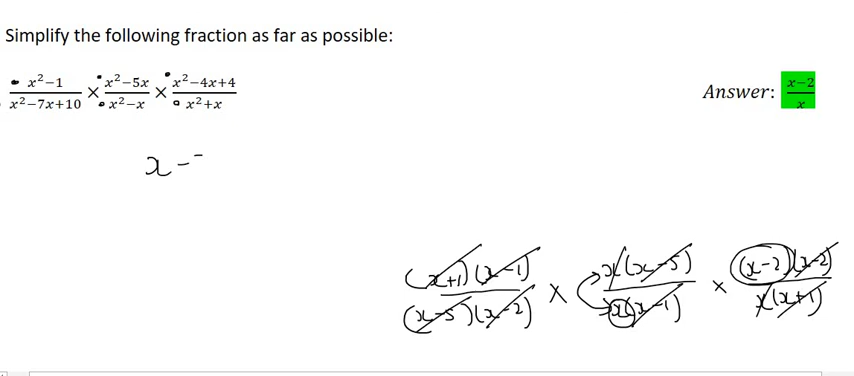 Simplify the following fraction as far as possible:
x²−1/x²−7x+10 × x²−5x/x²−x × x²−4x+4/x²+x Answer: x−2/x
x −
(x+1)(x−1)/(x−5)(x−2) × x(x−5)/x(x−1) × (x−2)(x−2)/x(x+1)